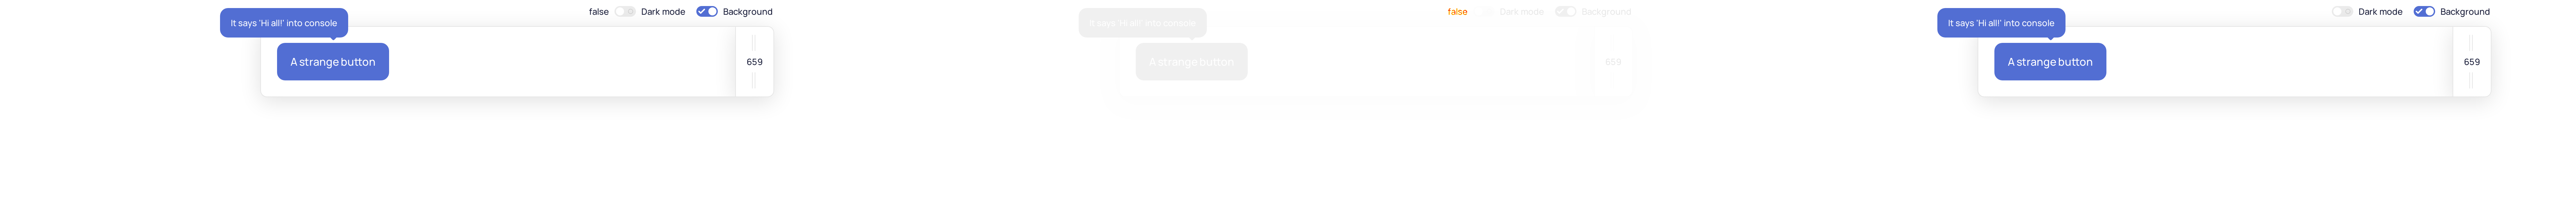 false Dark mode Background
It says 'Hi all!' into console
A strange button
659
false Dark mode Background
It says 'Hi all!' into console
A strange button
659
Dark mode Background
It says 'Hi all!' into console
A strange button
659